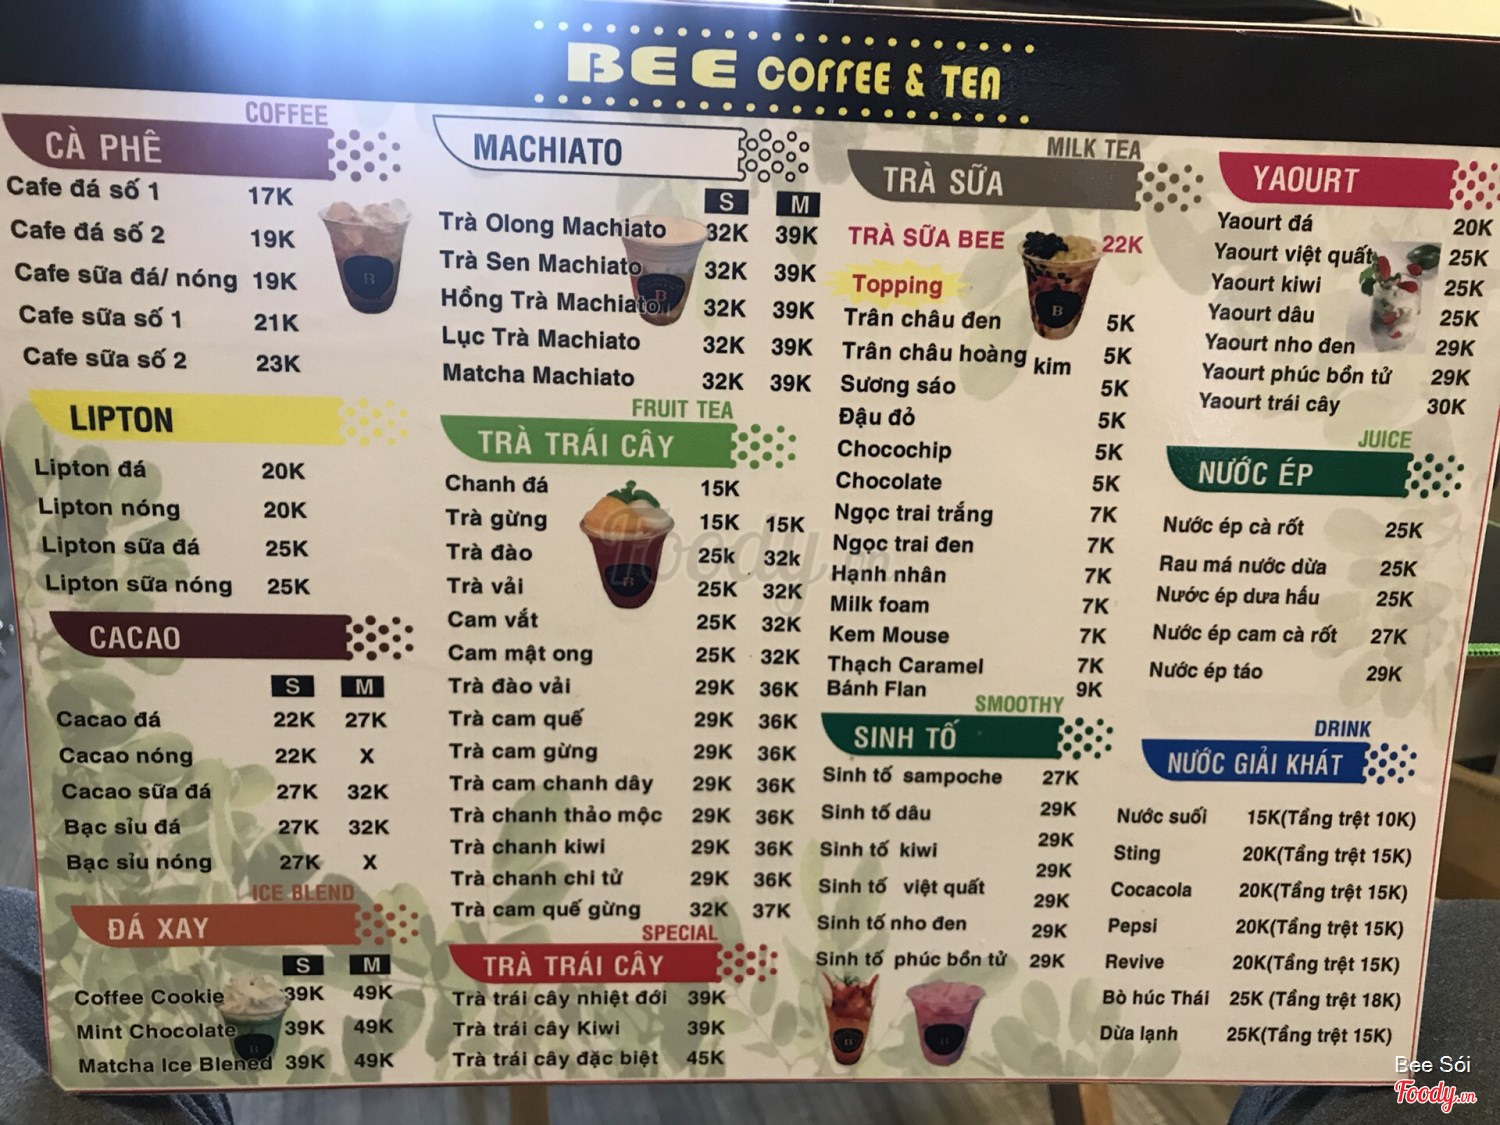 BEE COFFEE & TEA
COFFEE
CÀ PHÊ
Cafe đá số 1 17K
Cafe đá số 2 19K
Cafe sữa đá/ nóng 19K
Cafe sữa số 1 21K
Cafe sữa số 2 23K
LIPTON
Lipton đá 20K
Lipton nóng 20K
Lipton sữa đá 25K
Lipton sữa nóng 25K
CACAO
S M
Cacao đá 22K 27K
Cacao nóng 22K X
Cacao sữa đá 27K 32K
Bạc sỉu đá 27K 32K
Bạc sỉu nóng 27K X
ICE BLEND
ĐÁ XAY
S M
Coffee Cookie 39K 49K
Mint Chocolate 39K 49K
Matcha Ice Blended 39K 49K
MACHIATO
S M
Trà Olong Machiato 32K 39K
Trà Sen Machiato 32K 39K
Hồng Trà Machiato 32K 39K
Lục Trà Machiato 32K 39K
Matcha Machiato 32K 39K
FRUIT TEA
TRÀ TRÁI CÂY
Chanh đá 15K
Trà gừng 15K 15K
Trà đào 25k 32k
Trà vải 25K 32K
Cam vắt 25K 32K
Cam mật ong 25K 32K
Trà đào vải 29K 36K
Trà cam quế 29K 36K
Trà cam gừng 29K 36K
Trà cam chanh dây 29K 36K
Trà chanh thảo mộc 29K 36K
Trà chanh kiwi 29K 36K
Trà chanh chi tử 29K 36K
Trà cam quế gừng 32K 37K
SPECIAL
TRÀ TRÁI CÂY
Trà trái cây nhiệt đới 39K
Trà trái cây Kiwi 39K
Trà trái cây đặc biệt 45K
MILK TEA
TRÀ SỮA
TRÀ SỮA BEE 22K
Topping
Trân châu đen 5K
Trân châu hoàng kim 5K
Sương sáo 5K
Đậu đỏ 5K
Chocochip 5K
Chocolate 5K
Ngọc trai trắng 7K
Ngọc trai đen 7K
Hạnh nhân 7K
Milk foam 7K
Kem Mouse 7K
Thạch Caramel 7K
Bánh Flan 9K
SMOOTHY
SINH TỐ
Sinh tố sampoche 27K
Sinh tố dâu 29K
Sinh tố kiwi 29K
29K
Sinh tố việt quất 29K
Sinh tố nho đen 29K
Sinh tố phúc bồn tử 29K
YAOURT
Yaourt đá 20K
Yaourt việt quất 25K
Yaourt kiwi 25K
Yaourt dâu 25K
Yaourt nho đen 29K
Yaourt phúc bồn tử 29K
Yaourt trái cây 30K
JUICE
NƯỚC ÉP
Nước ép cà rốt 25K
Rau má nước dừa 25K
Nước ép dưa hấu 25K
Nước ép cam cà rốt 27K
Nước ép táo 29K
DRINK
NƯỚC GIẢI KHÁT
Nước suối 15K(Tầng trệt 10K)
Sting 20K(Tầng trệt 15K)
Cocacola 20K(Tầng trệt 15K)
Pepsi 20K(Tầng trệt 15K)
Revive 20K(Tầng trệt 15K)
Bò húc Thái 25K (Tầng trệt 18K)
Dừa lạnh 25K(Tầng trệt 15K)
Foody.vn
Bee Sói
Foody.vn